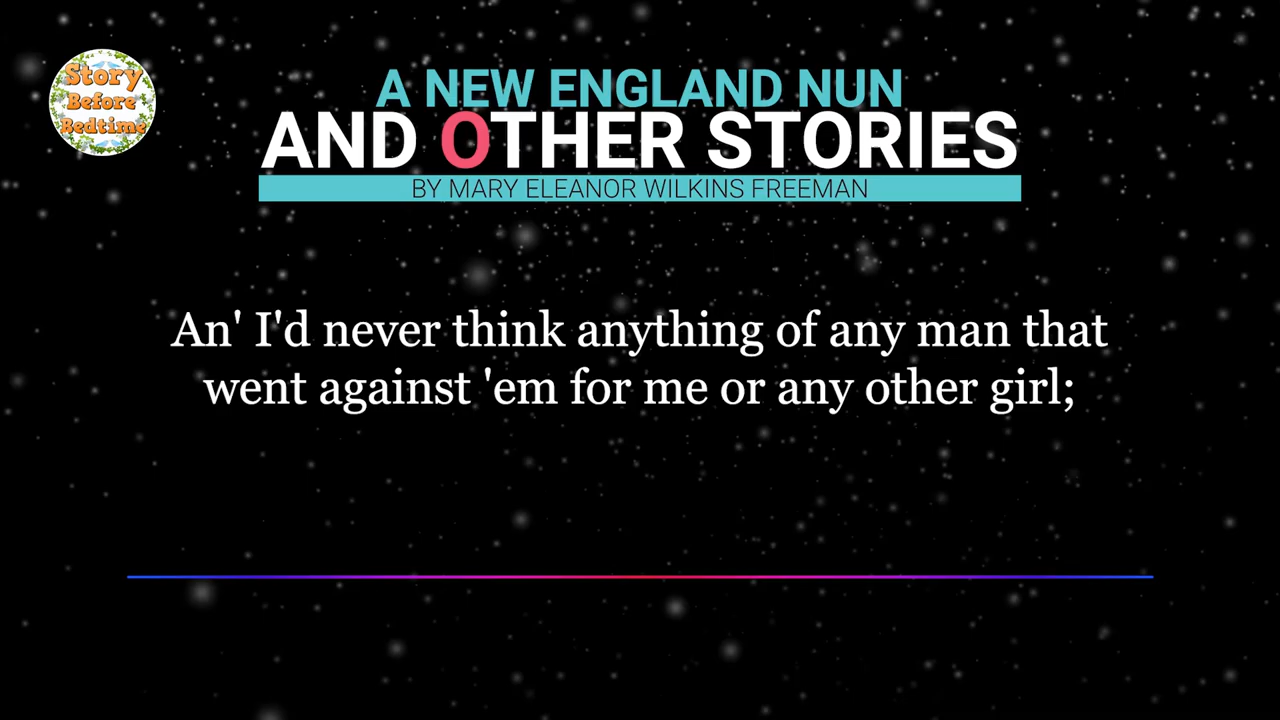 Story
Before
Bedtime
A NEW ENGLAND NUN
AND OTHER STORIES
BY MARY ELEANOR WILKINS FREEMAN
An' I'd never think anything of any man that
went against 'em for me or any other girl;